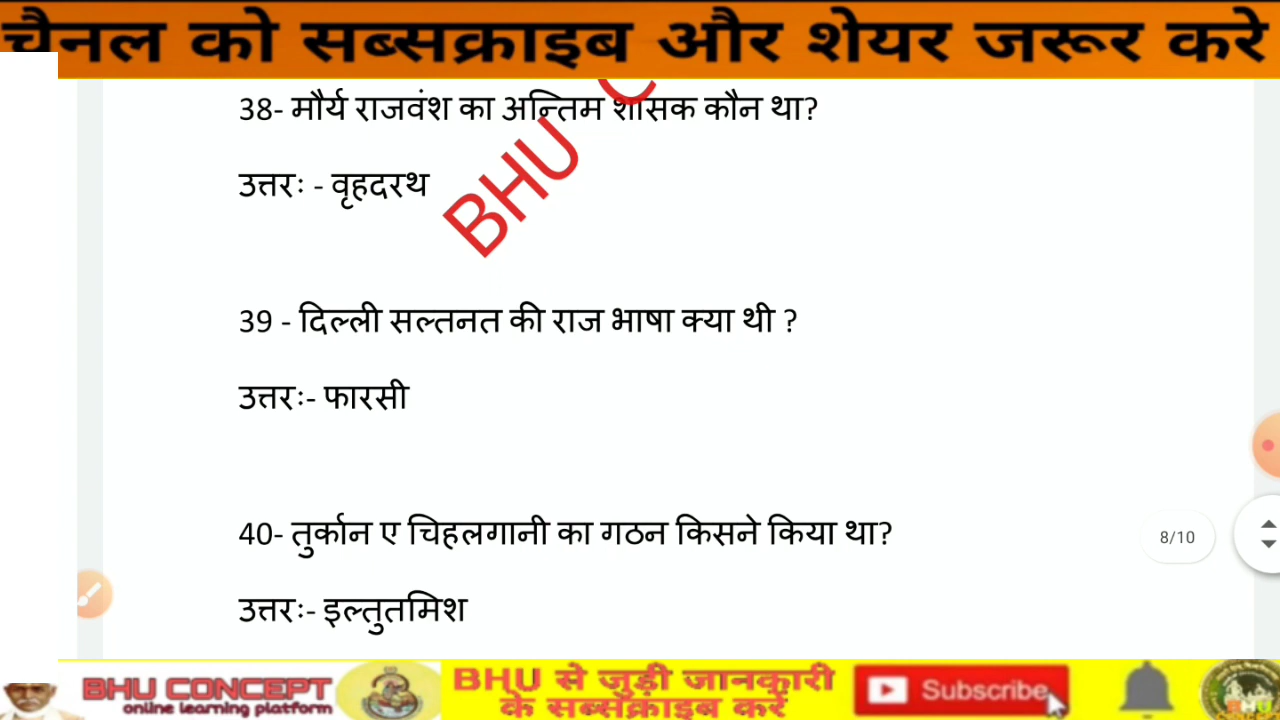 चैनल को सब्सक्राइब और शेयर जरूर करे
38- मौर्य राजवंश का अन्तिम शासक कौन था?
उत्तरः - वृहदरथ
BHU C
39 - दिल्ली सल्तनत की राज भाषा क्या थी ?
उत्तरः- फारसी
40- तुर्कान ए चिहलगानी का गठन किसने किया था?
8/10
उत्तरः- इल्तुतमिश
BHU CONCEPT
online learning platform
BHU से जुड़ी जानकारी
के सब्सक्राइब करें
Subscribe
BHU